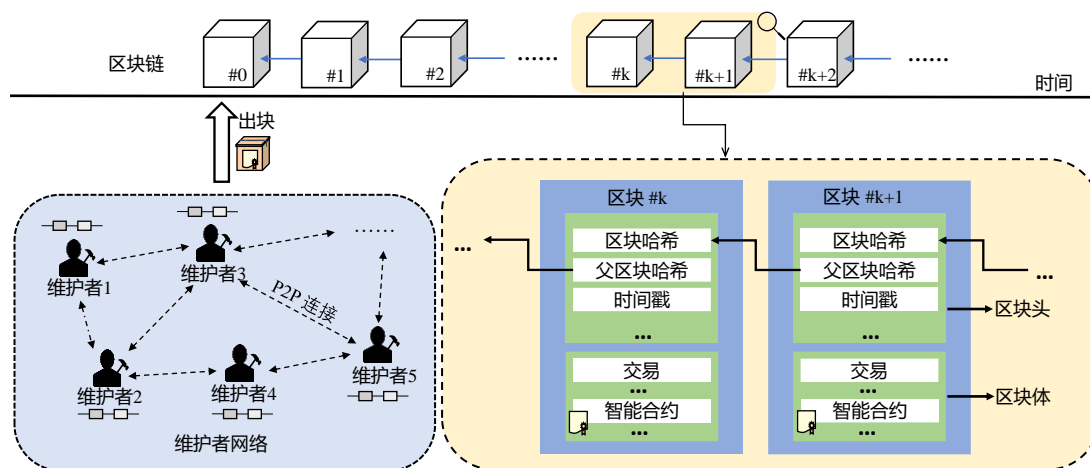 区块链
#0
#1
#2
......
#k
#k+1
#k+2
......
时间
出块
维护者1
维护者3
......
P2P 连接
维护者2
维护者4
维护者5
维护者网络
区块 #k
区块 #k+1
...
区块哈希
父区块哈希
时间戳
...
交易
...
智能合约
...
区块哈希
父区块哈希
时间戳
...
交易
...
智能合约
...
...
区块头
区块体